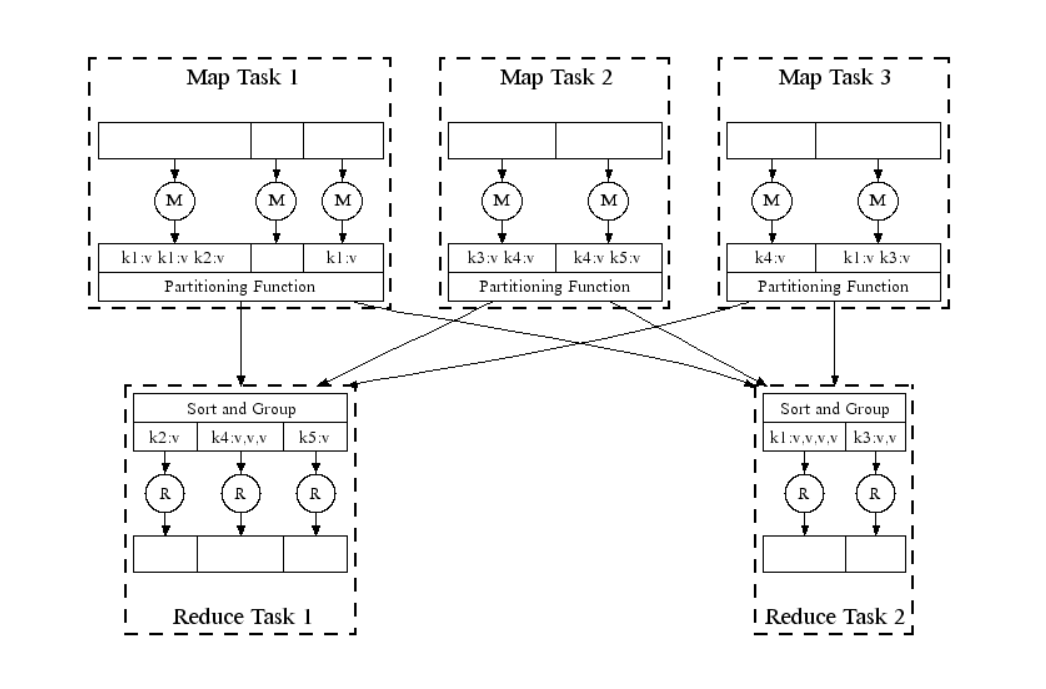 Map Task 1
Map Task 2
Map Task 3
M M M
M M
M M
k1:v k1:v k2:v k1:v
k3:v k4:v k4:v k5:v
k4:v k1:v k3:v
Partitioning Function
Partitioning Function
Partitioning Function
Sort and Group
k2:v k4:v,v,v k5:v
R R R
Reduce Task 1
Sort and Group
k1:v,v,v,v k3:v,v
R R
Reduce Task 2